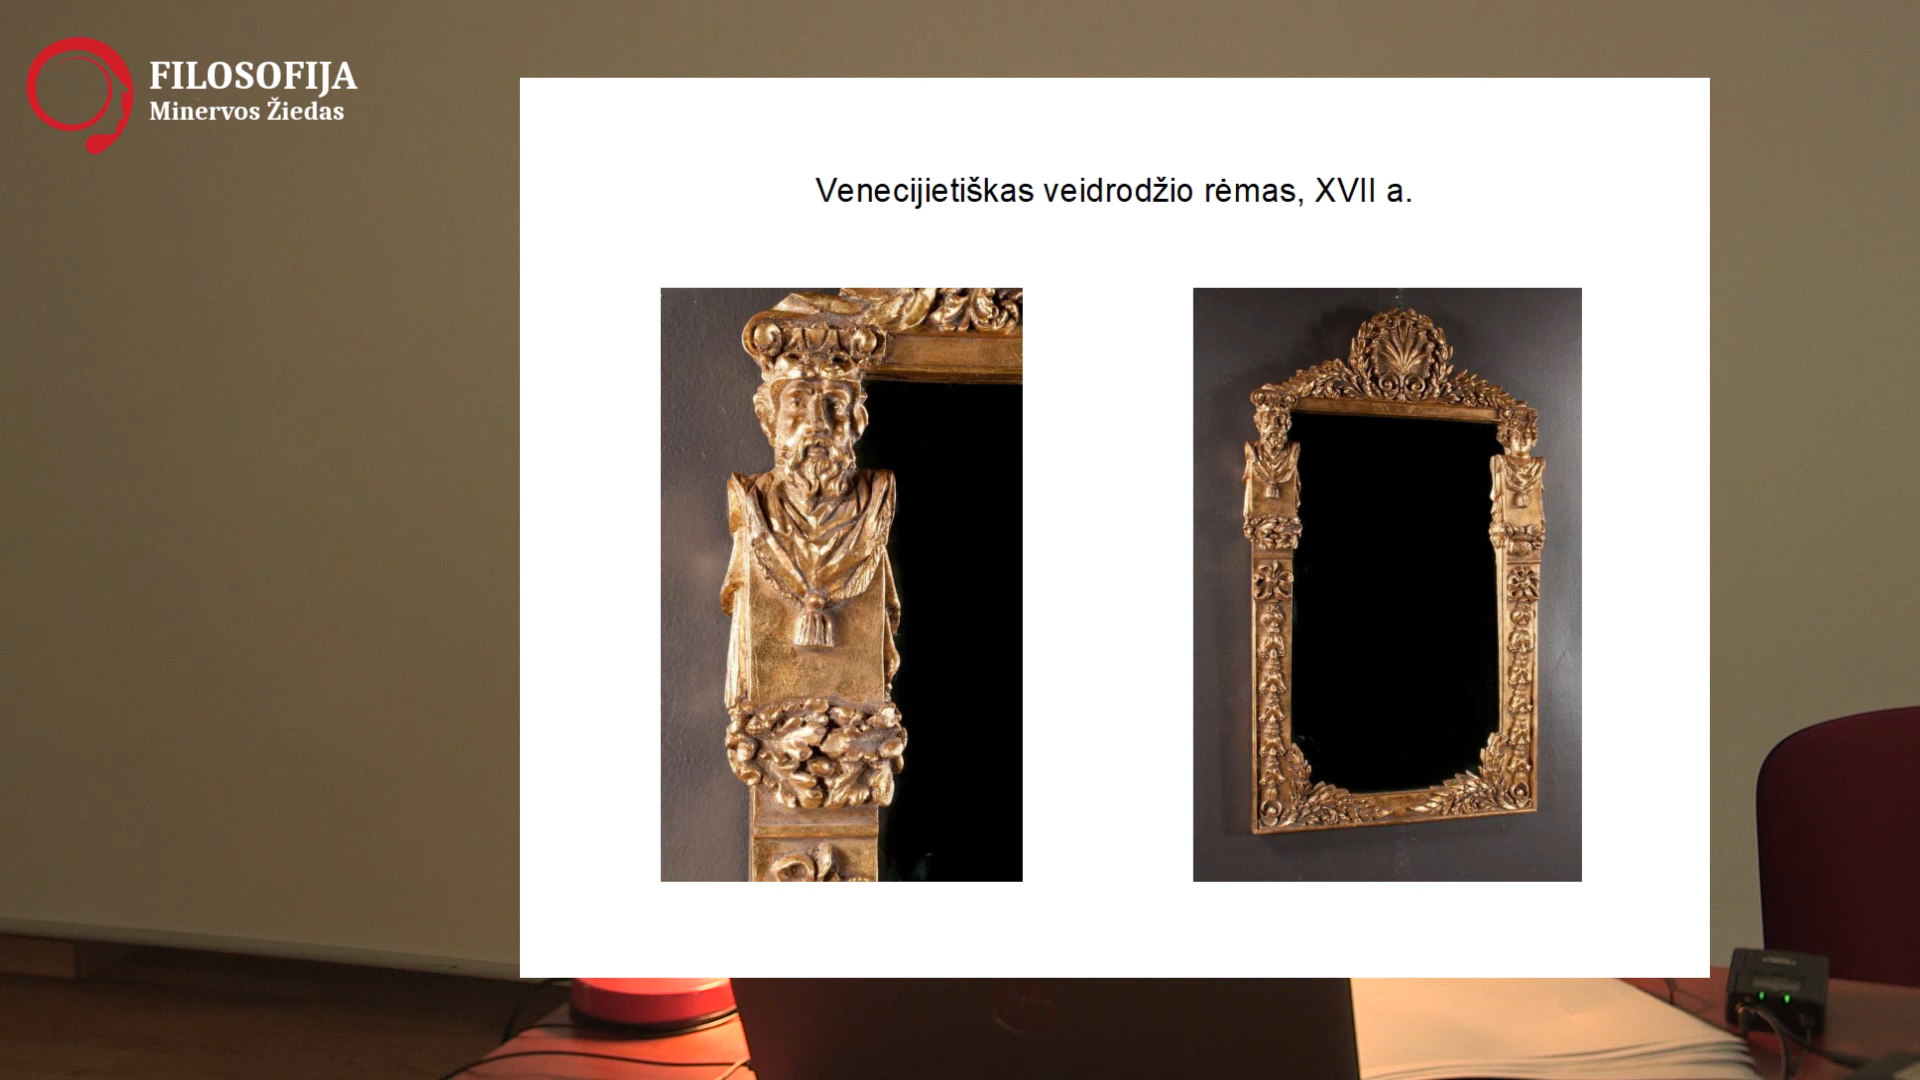 FILOSOFIJA
Minervos Žiedas
Venecijietiškas veidrodžio rėmas, XVII a.